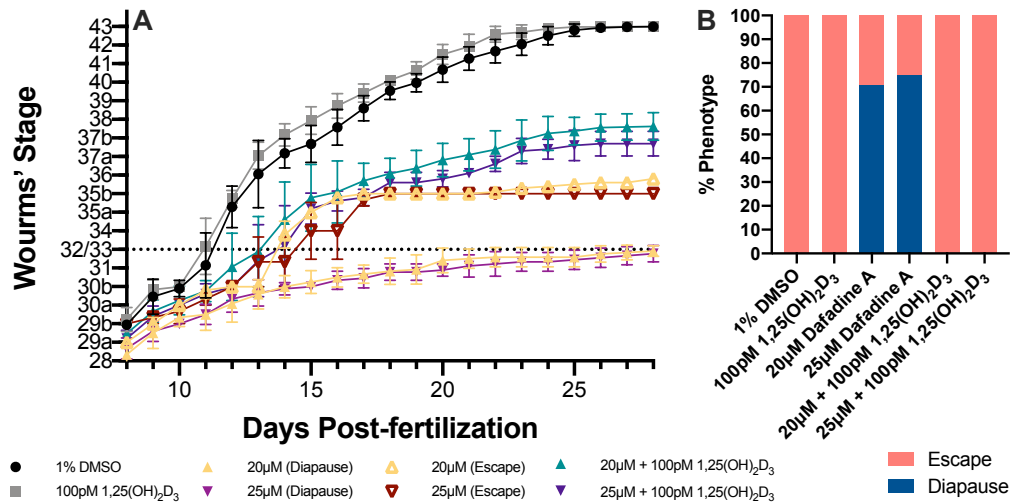 A
Wourms' Stage
43
42
41
40
39
38
37b
37a
36
35b
35a
34
32/33
31
30b
30a
29b
29a
28
10
15
20
25
Days Post-fertilization
1% DMSO
20µM (Diapause)
20µM (Escape)
20µM + 100pM 1,25(OH)2D3
100pM 1,25(OH)2D3
25µM (Diapause)
25µM (Escape)
25µM + 100pM 1,25(OH)2D3
B
% Phenotype
100
90
80
70
60
50
40
30
20
10
0
1% DMSO
100pM 1,25(OH)2D3
20µM Dafadine A
25µM Dafadine A
20µM + 100pM 1,25(OH)2D3
25µM + 100pM 1,25(OH)2D3
Escape
Diapause